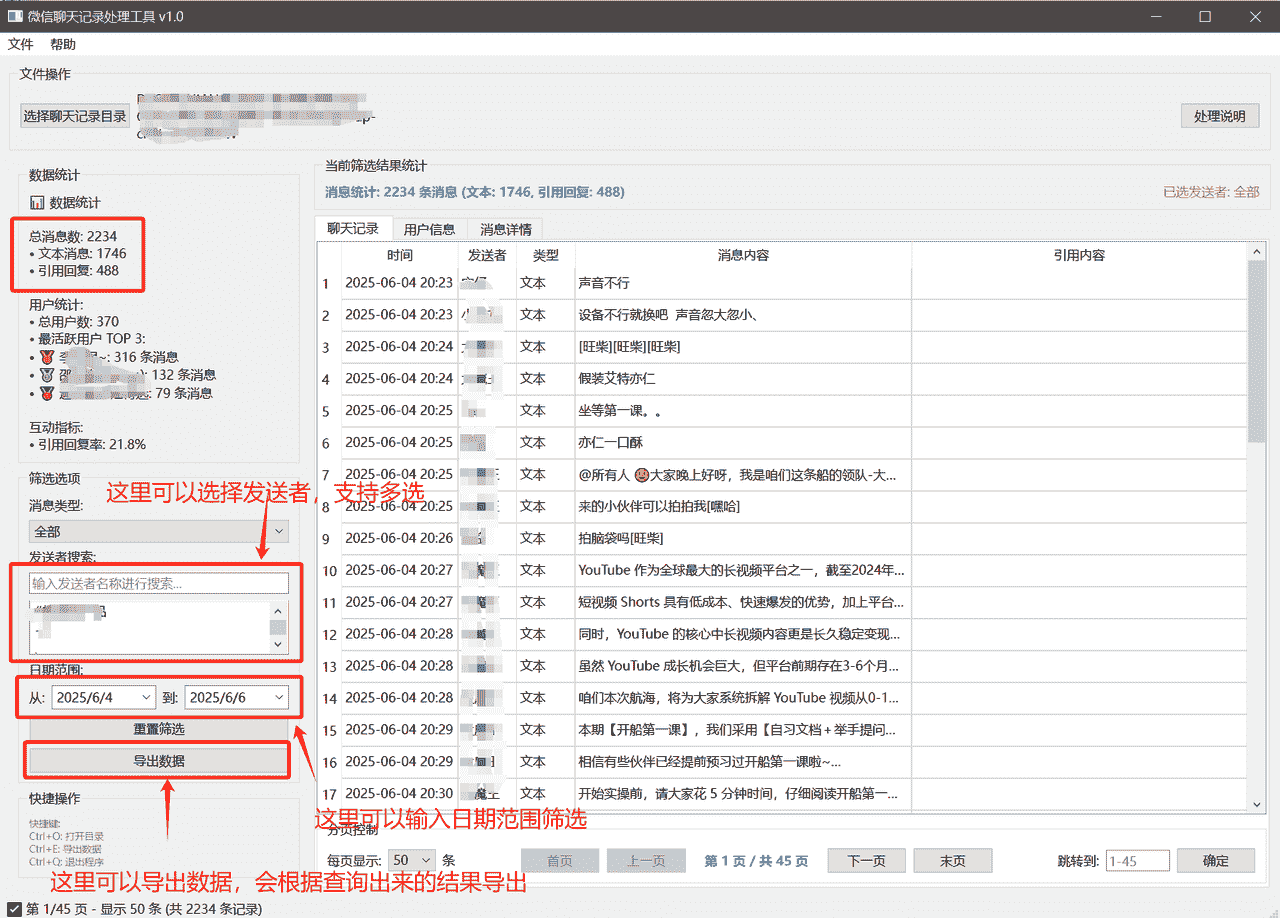 微信聊天记录处理工具 v1.0
文件 帮助
文件操作
选择聊天记录目录
处理说明
数据统计
数据统计
总消息数: 2234
• 文本消息: 1746
• 引用回复: 488
用户统计:
• 总用户数: 370
• 最活跃用户 TOP 3:
316 条消息
132 条消息
79 条消息
互动指标:
• 引用回复率: 21.8%
筛选选项
这里可以选择发送者，支持多选
消息类型:
全部
发送者搜索:
输入发送者名称进行搜索...
日期范围:
从: 2025/6/4 到: 2025/6/6
重置筛选
导出数据
快捷操作
快捷键:
Ctrl+O: 打开目录
Ctrl+E: 导出数据
Ctrl+Q: 退出程序
这里可以导出数据，会根据查询出来的结果导出
当前筛选结果统计
消息统计: 2234 条消息 (文本: 1746, 引用回复: 488)
已选发送者: 全部
聊天记录 用户信息 消息详情
时间 发送者 类型 消息内容 引用内容
1 2025-06-04 20:23 文本 声音不行
2 2025-06-04 20:23 文本 设备不行就换吧 声音忽大忽小、
3 2025-06-04 20:24 文本 [旺柴][旺柴][旺柴]
4 2025-06-04 20:24 文本 假装艾特亦仁
5 2025-06-04 20:25 文本 坐等第一课。。
6 2025-06-04 20:25 文本 亦仁一口酥
7 2025-06-04 20:25 文本 @所有人 大家晚上好呀，我是咱们这条船的领队-大...
8 2025-06-04 20:25 文本 来的小伙伴可以拍拍我[嘿哈]
9 2025-06-04 20:26 文本 拍脑袋吗[旺柴]
10 2025-06-04 20:27 文本 YouTube 作为全球最大的长视频平台之一，截至2024年...
11 2025-06-04 20:27 文本 短视频 Shorts 具有低成本、快速爆发的优势，加上平台...
12 2025-06-04 20:28 文本 同时，YouTube 的核心中长视频内容更是长久稳定变现...
13 2025-06-04 20:28 文本 虽然 YouTube 成长机会巨大，但平台前期存在3-6个月...
14 2025-06-04 20:28 文本 咱们本次航海，将为大家系统拆解 YouTube 视频从0-1...
15 2025-06-04 20:29 文本 本期【开船第一课】，我们采用【自习文档+举手提问...
16 2025-06-04 20:29 文本 相信有些伙伴已经提前预习过开船第一课啦~...
17 2025-06-04 20:30 文本 开始实操前，请大家花 5 分钟时间，仔细阅读开船第一...
这里可以输入日期范围筛选
分页控制
每页显示: 50 条 首页 上一页 第 1 页 / 共 45 页 下一页 末页 跳转到: 1-45 确定
第 1/45 页 - 显示 50 条 (共 2234 条记录)